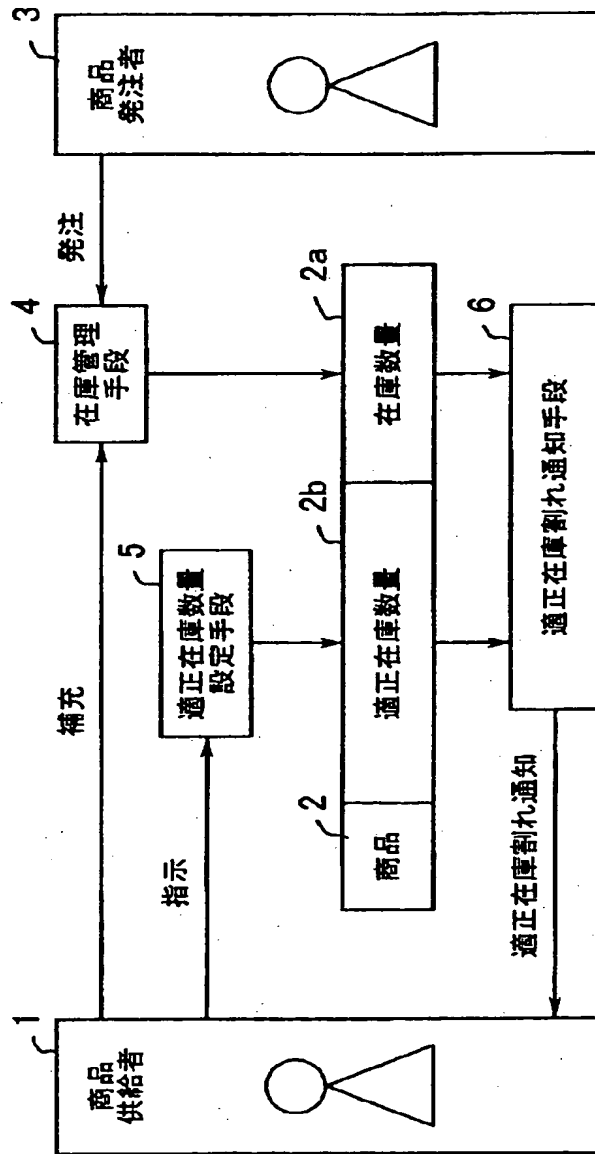 1
商品
供給者
補充
指示
適正在庫割れ通知
5
適正在庫数量
設定手段
4
在庫管理
手段
発注
3
商品
発注者
2
商品
2b
適正在庫数量
2a
在庫数量
6
適正在庫割れ通知手段